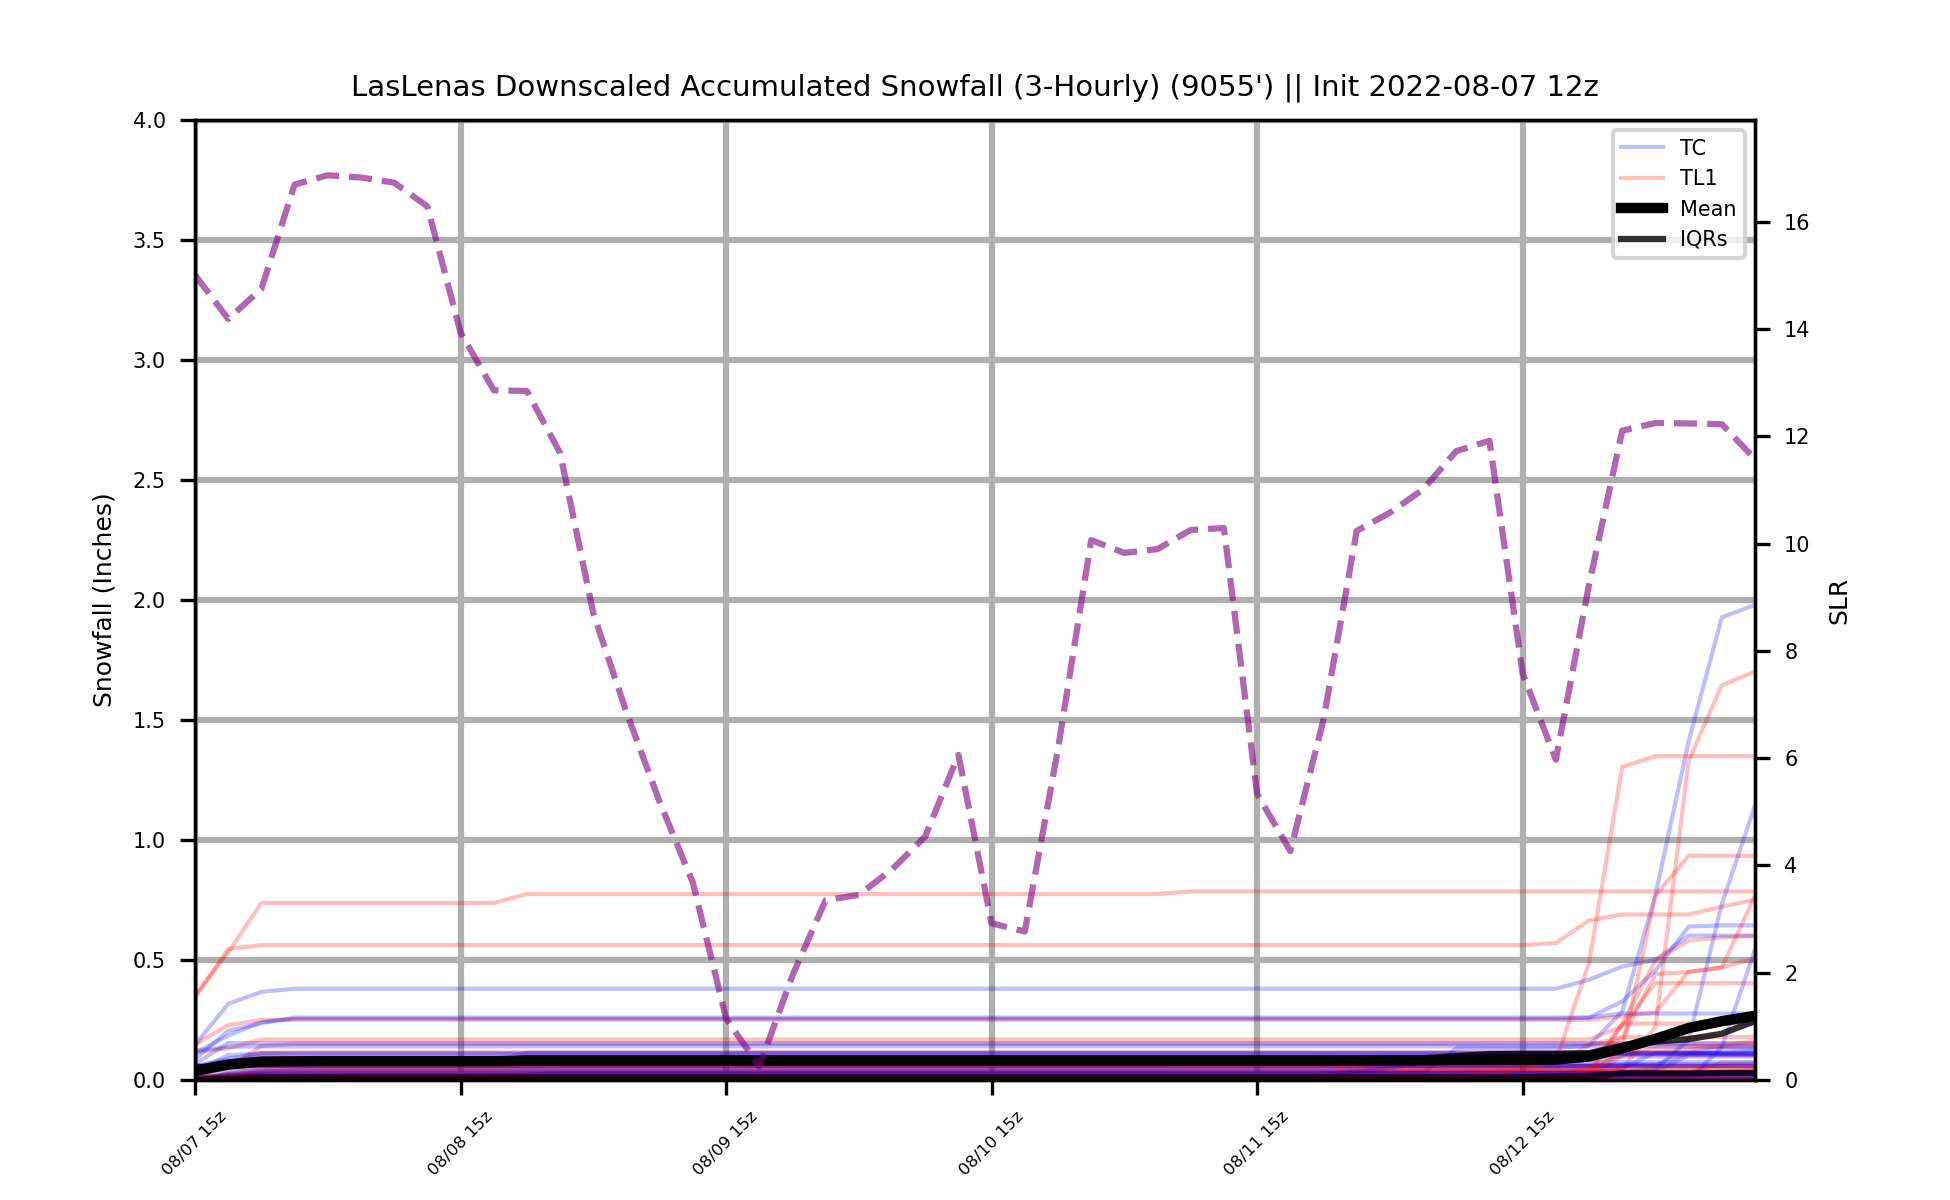 LasLenas Downscaled Accumulated Snowfall (3-Hourly) (9055') || Init 2022-08-07 12z
4.0
3.5
3.0
2.5
2.0
1.5
1.0
0.5
0.0
Snowfall (Inches)
TC
TL1
Mean
IQRs
16
14
12
10
8
6
4
2
0
SLR
08/07 15z
08/08 15z
08/09 15z
08/10 15z
08/11 15z
08/12 15z